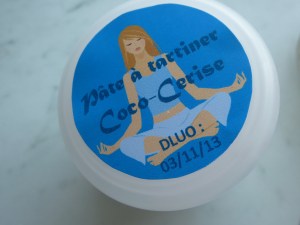 Pâte à tartiner
Coco-Cerise
DLUO :
03/11/13